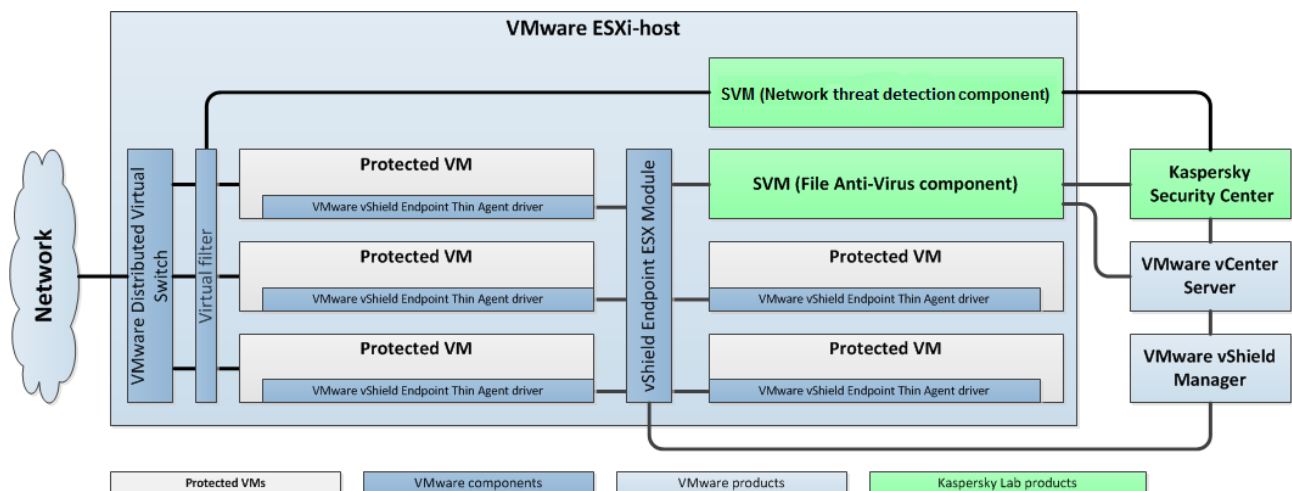 VMware ESXi-host
SVM (Network threat detection component)
Network
VMware Distributed Virtual
Switch
Virtual filter
Protected VM
VMware vShield Endpoint Thin Agent driver
Protected VM
VMware vShield Endpoint Thin Agent driver
Protected VM
VMware vShield Endpoint Thin Agent driver
vShield Endpoint ESX Module
SVM (File Anti-Virus component)
Protected VM
VMware vShield Endpoint Thin Agent driver
Protected VM
VMware vShield Endpoint Thin Agent driver
Kaspersky
Security Center
VMware vCenter
Server
VMware vShield
Manager
Protected VMs
VMware components
VMware products
Kaspersky Lab products